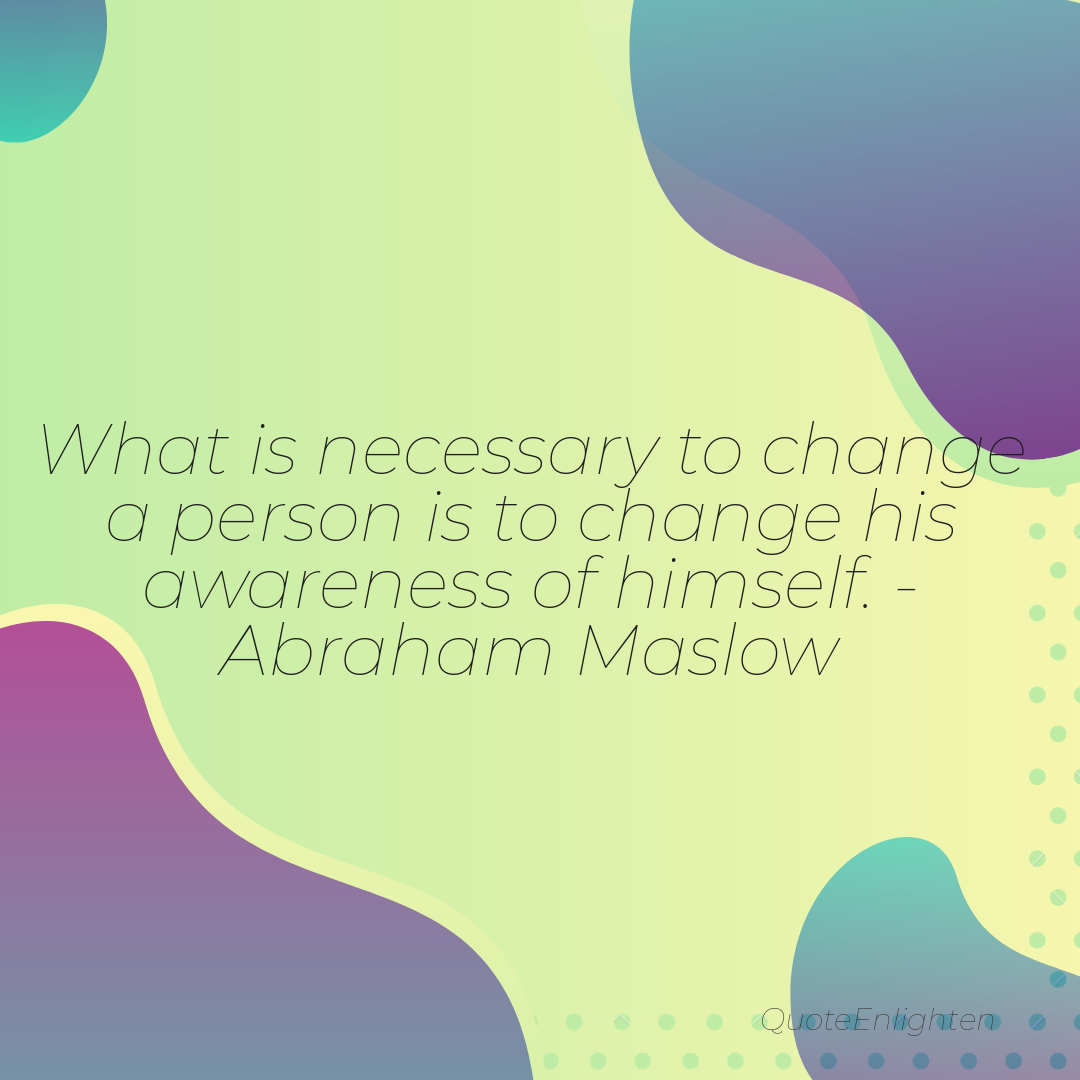 What is necessary to change
a person is to change his
awareness of himself. -
Abraham Maslow
QuoteEnlighten